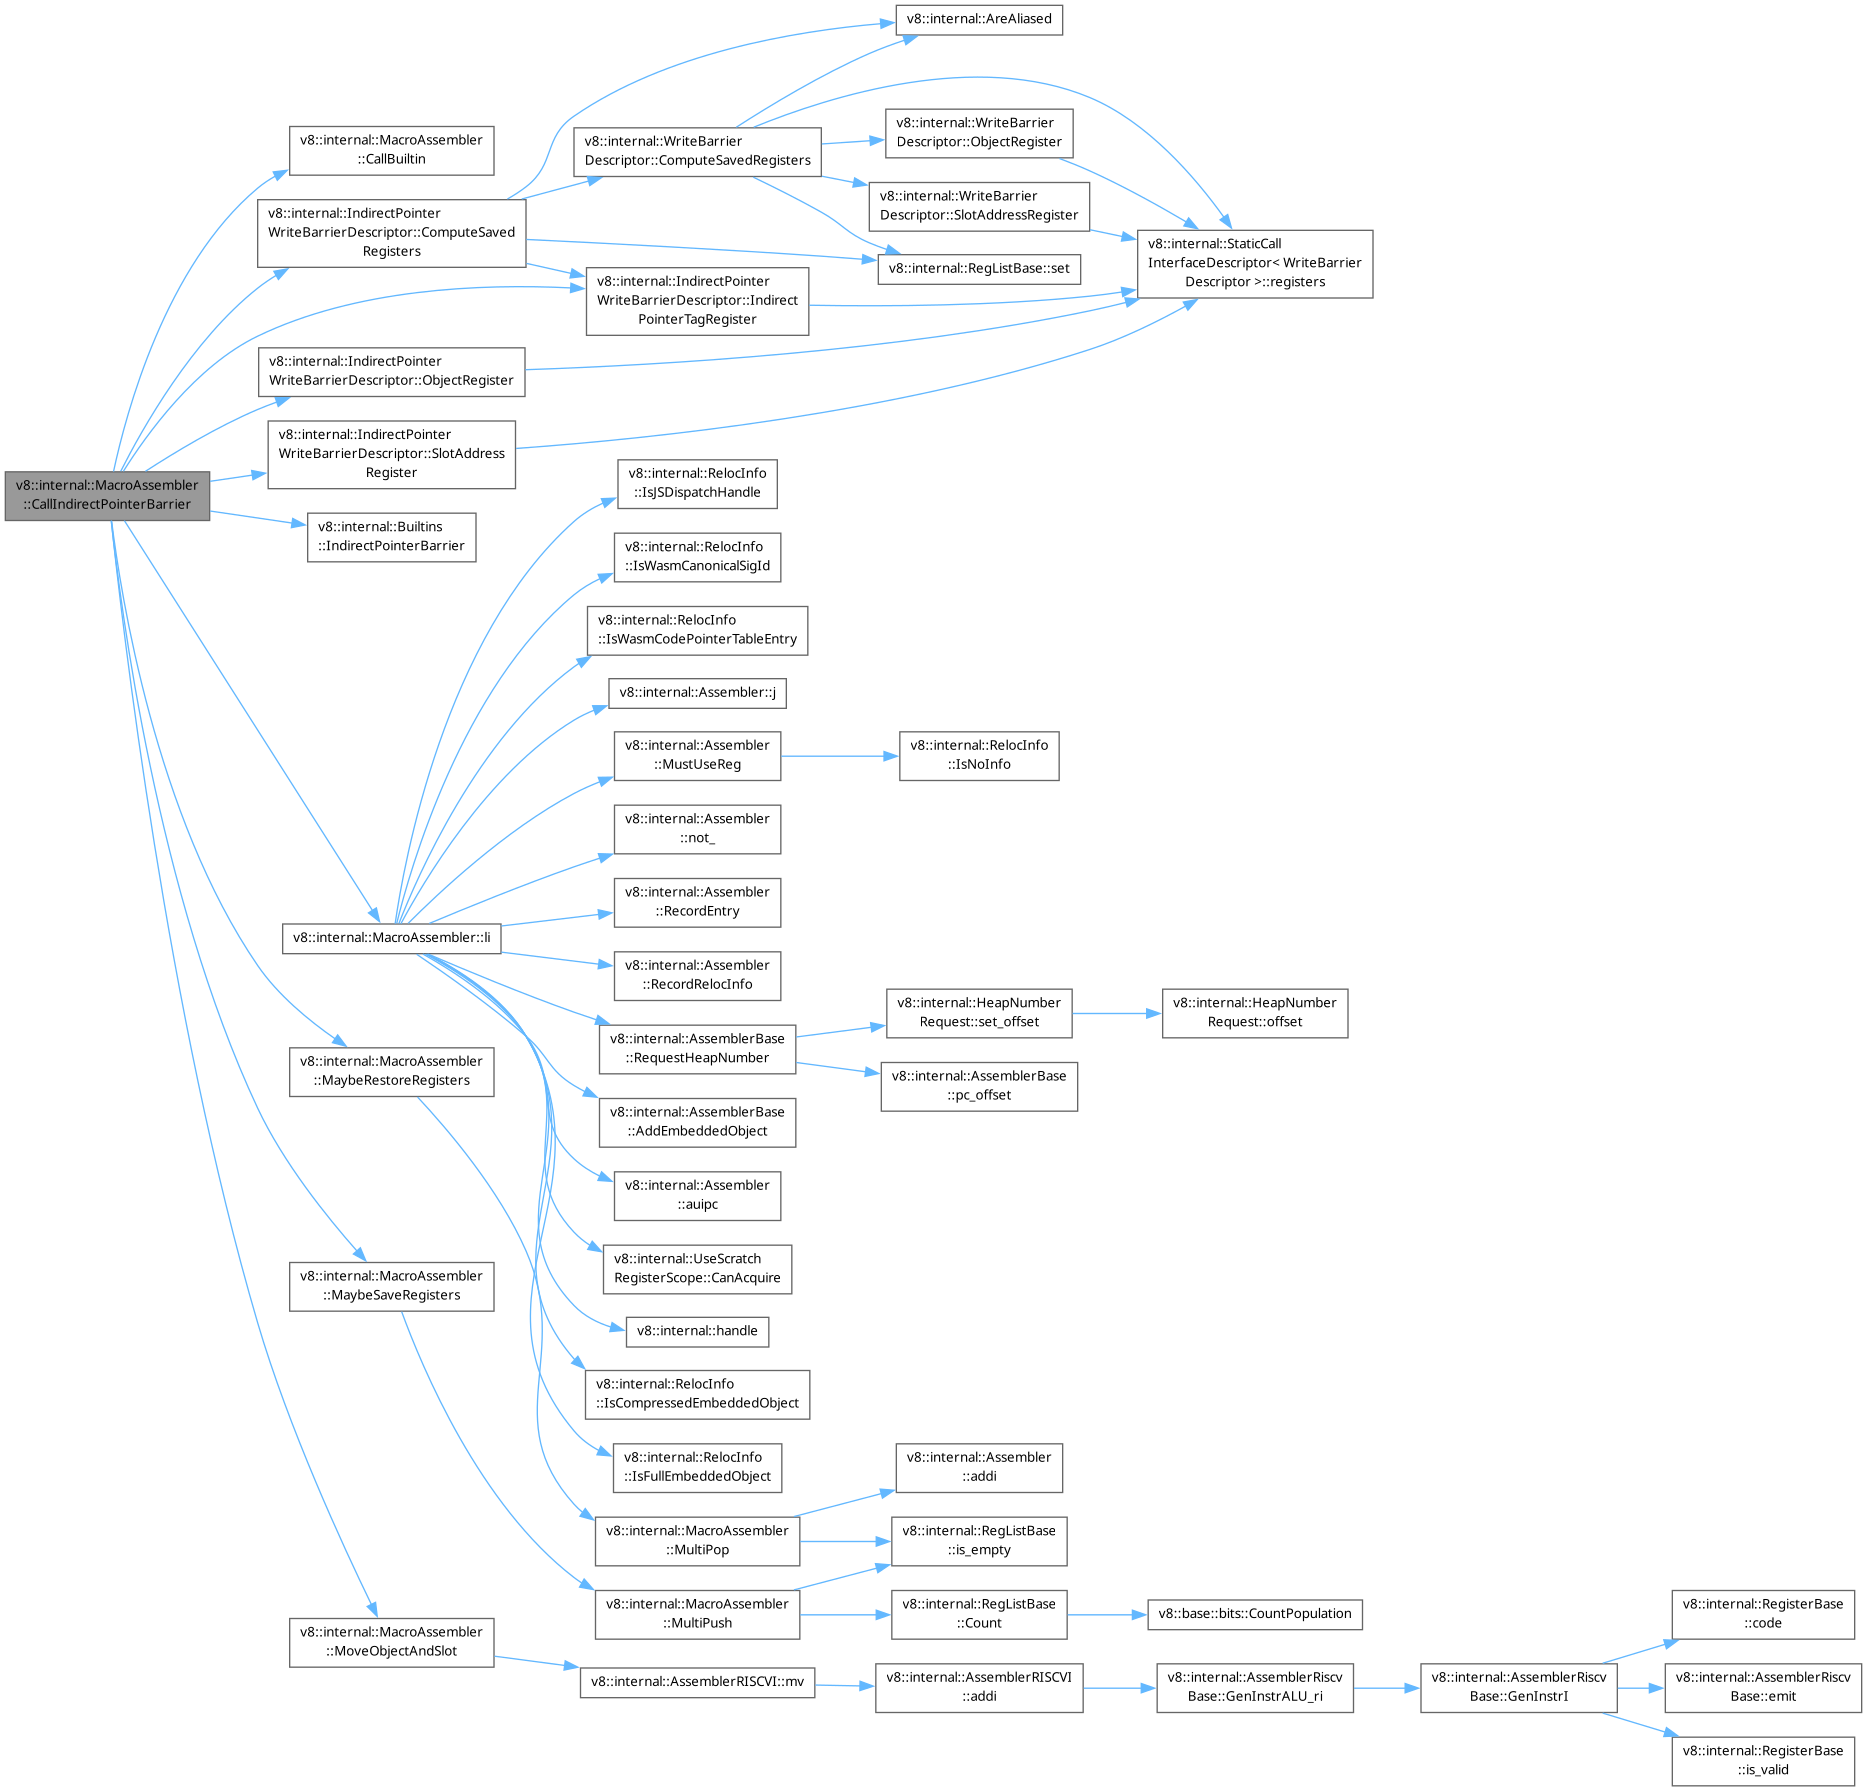 v8::internal::AreAliased
v8::internal::MacroAssembler
::CallBuiltin
v8::internal::WriteBarrier
Descriptor::ComputeSavedRegisters
v8::internal::WriteBarrier
Descriptor::ObjectRegister
v8::internal::WriteBarrier
Descriptor::SlotAddressRegister
v8::internal::IndirectPointer
WriteBarrierDescriptor::ComputeSaved
Registers
v8::internal::RegListBase::set
v8::internal::StaticCall
InterfaceDescriptor< WriteBarrier
Descriptor >::registers
v8::internal::IndirectPointer
WriteBarrierDescriptor::Indirect
PointerTagRegister
v8::internal::IndirectPointer
WriteBarrierDescriptor::ObjectRegister
v8::internal::IndirectPointer
WriteBarrierDescriptor::SlotAddress
Register
v8::internal::MacroAssembler
::CallIndirectPointerBarrier
v8::internal::Builtins
::IndirectPointerBarrier
v8::internal::RelocInfo
::IsJSDispatchHandle
v8::internal::RelocInfo
::IsWasmCanonicalSigId
v8::internal::RelocInfo
::IsWasmCodePointerTableEntry
v8::internal::Assembler::j
v8::internal::Assembler
::MustUseReg
v8::internal::RelocInfo
::IsNoInfo
v8::internal::Assembler
::not_
v8::internal::Assembler
::RecordEntry
v8::internal::MacroAssembler::li
v8::internal::Assembler
::RecordRelocInfo
v8::internal::AssemblerBase
::RequestHeapNumber
v8::internal::HeapNumber
Request::set_offset
v8::internal::HeapNumber
Request::offset
v8::internal::AssemblerBase
::pc_offset
v8::internal::MacroAssembler
::MaybeRestoreRegisters
v8::internal::AssemblerBase
::AddEmbeddedObject
v8::internal::Assembler
::auipc
v8::internal::UseScratch
RegisterScope::CanAcquire
v8::internal::MacroAssembler
::MaybeSaveRegisters
v8::internal::handle
v8::internal::RelocInfo
::IsCompressedEmbeddedObject
v8::internal::RelocInfo
::IsFullEmbeddedObject
v8::internal::Assembler
::addi
v8::internal::MacroAssembler
::MultiPop
v8::internal::RegListBase
::is_empty
v8::internal::MacroAssembler
::MultiPush
v8::internal::RegListBase
::Count
v8::base::bits::CountPopulation
v8::internal::RegisterBase
::code
v8::internal::MacroAssembler
::MoveObjectAndSlot
v8::internal::AssemblerRISCVI::mv
v8::internal::AssemblerRISCVI
::addi
v8::internal::AssemblerRiscv
Base::GenInstrALU_ri
v8::internal::AssemblerRiscv
Base::GenInstrI
v8::internal::AssemblerRiscv
Base::emit
v8::internal::RegisterBase
::is_valid